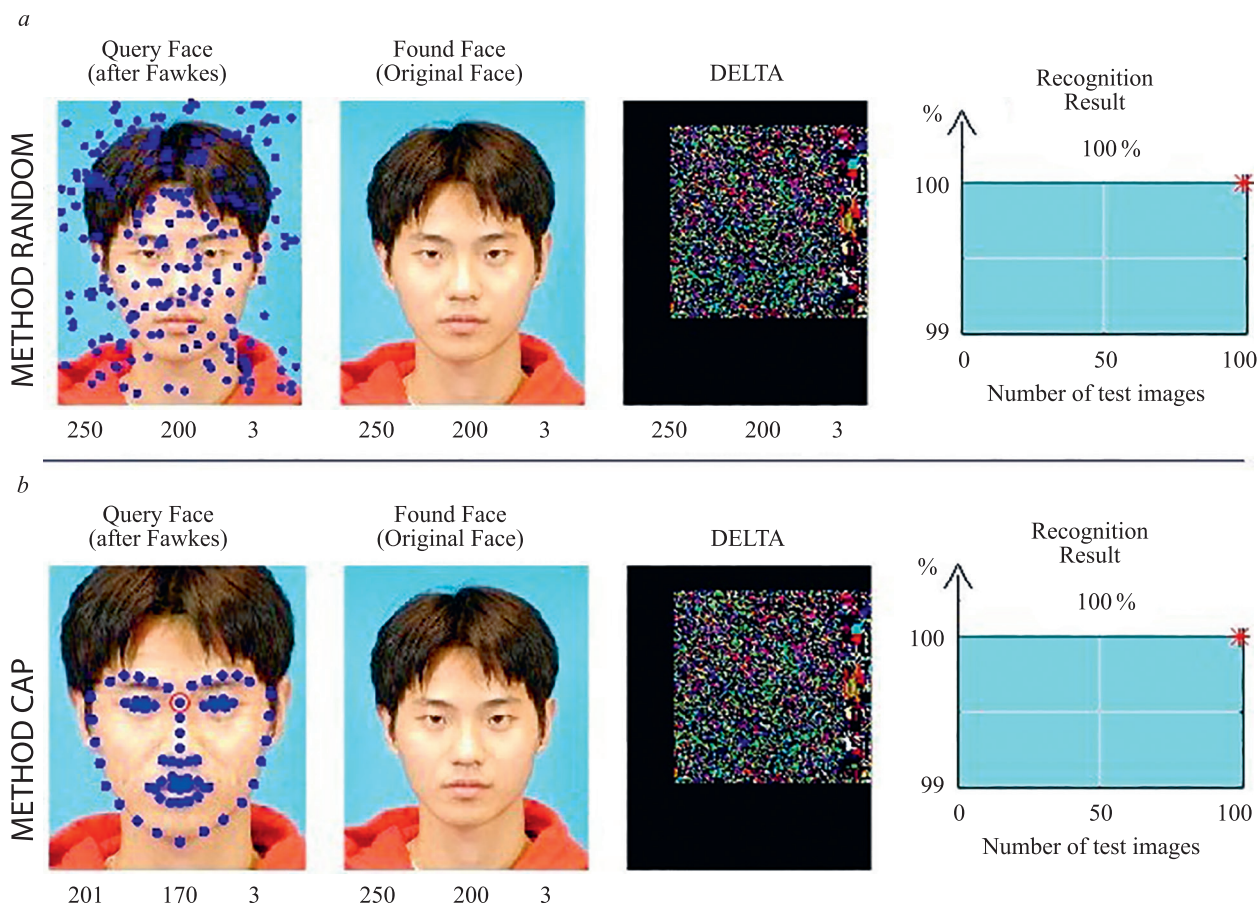 a
Query Face
(after Fawkes)
Found Face
(Original Face)
DELTA
Recognition
Result
%
100 %
100
99
0
50
100
Number of test images
METHOD RANDOM
250 200 3
250 200 3
250 200 3
b
Query Face
(after Fawkes)
Found Face
(Original Face)
DELTA
Recognition
Result
%
100 %
100
99
0
50
100
Number of test images
METHOD CAP
201 170 3
250 200 3